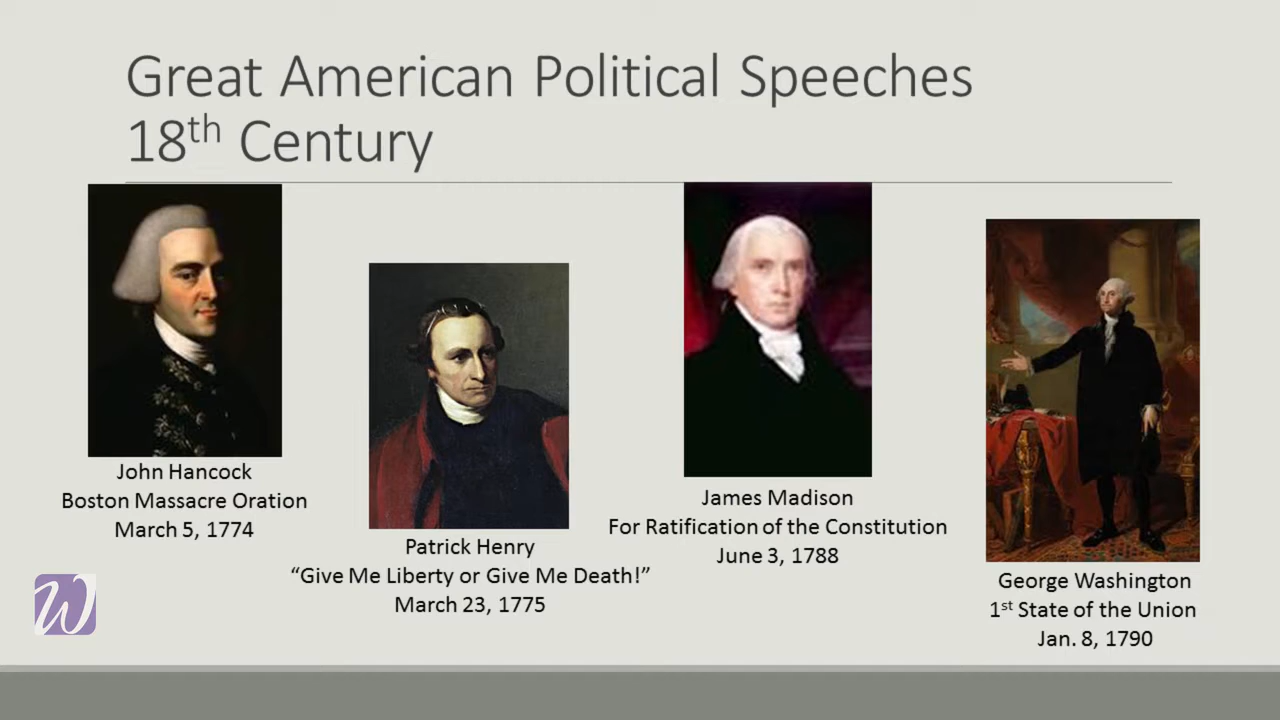 Great American Political Speeches
18th Century
John Hancock
Boston Massacre Oration
March 5, 1774
Patrick Henry
“Give Me Liberty or Give Me Death!”
March 23, 1775
James Madison
For Ratification of the Constitution
June 3, 1788
George Washington
1st State of the Union
Jan. 8, 1790
W